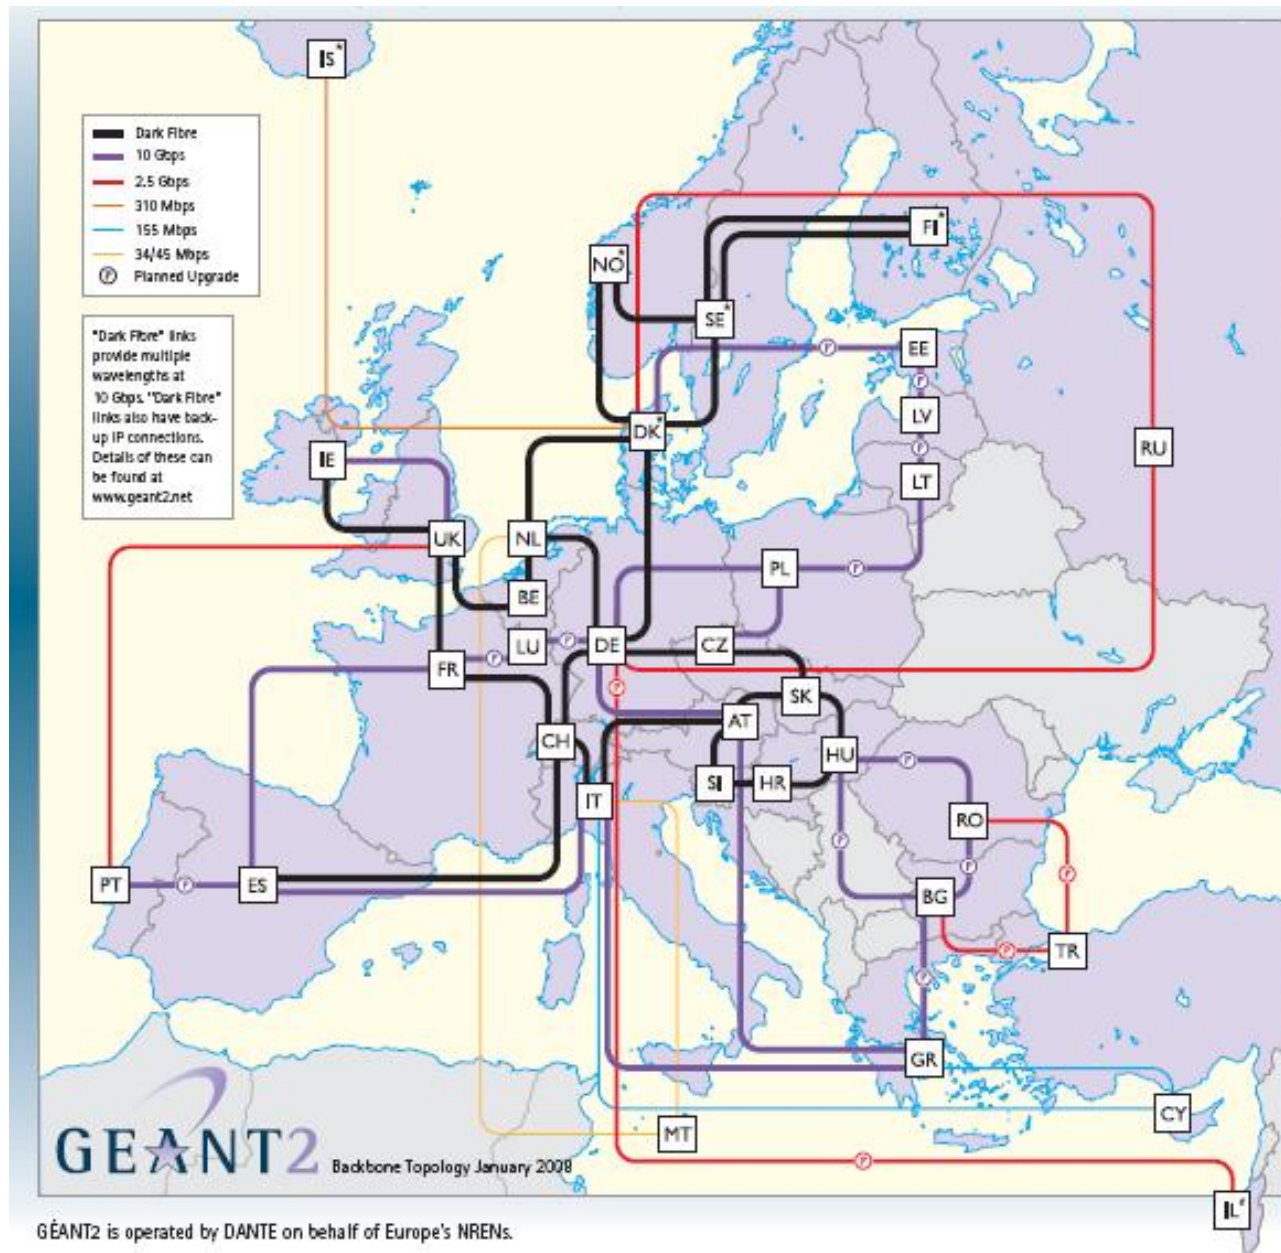 IS*
Dark Fibre
10 Gbps
2.5 Gbps
310 Mbps
155 Mbps
34/45 Mbps
P Planned Upgrade
"Dark Fibre" links
provide multiple
wavelengths at
10 Gbps. "Dark Fibre"
links also have back-
up IP connections.
Details of these can
be found at
www.geant2.net
FI*
NO*
SE*
P
EE
P
LV
DK*
P
RU
IE
LT
UK
NL
PL
P
BE
LU
P
DE
CZ
FR
P
P
SK
AT
CH
HU
P
SI
HR
IT
RO
P
P
P
PT
P
ES
BG
P
TR
P
GR
CY
MT
P
GEANT2
Backbone Topology January 2008
IL*
GÉANT2 is operated by DANTE on behalf of Europe's NRENs.